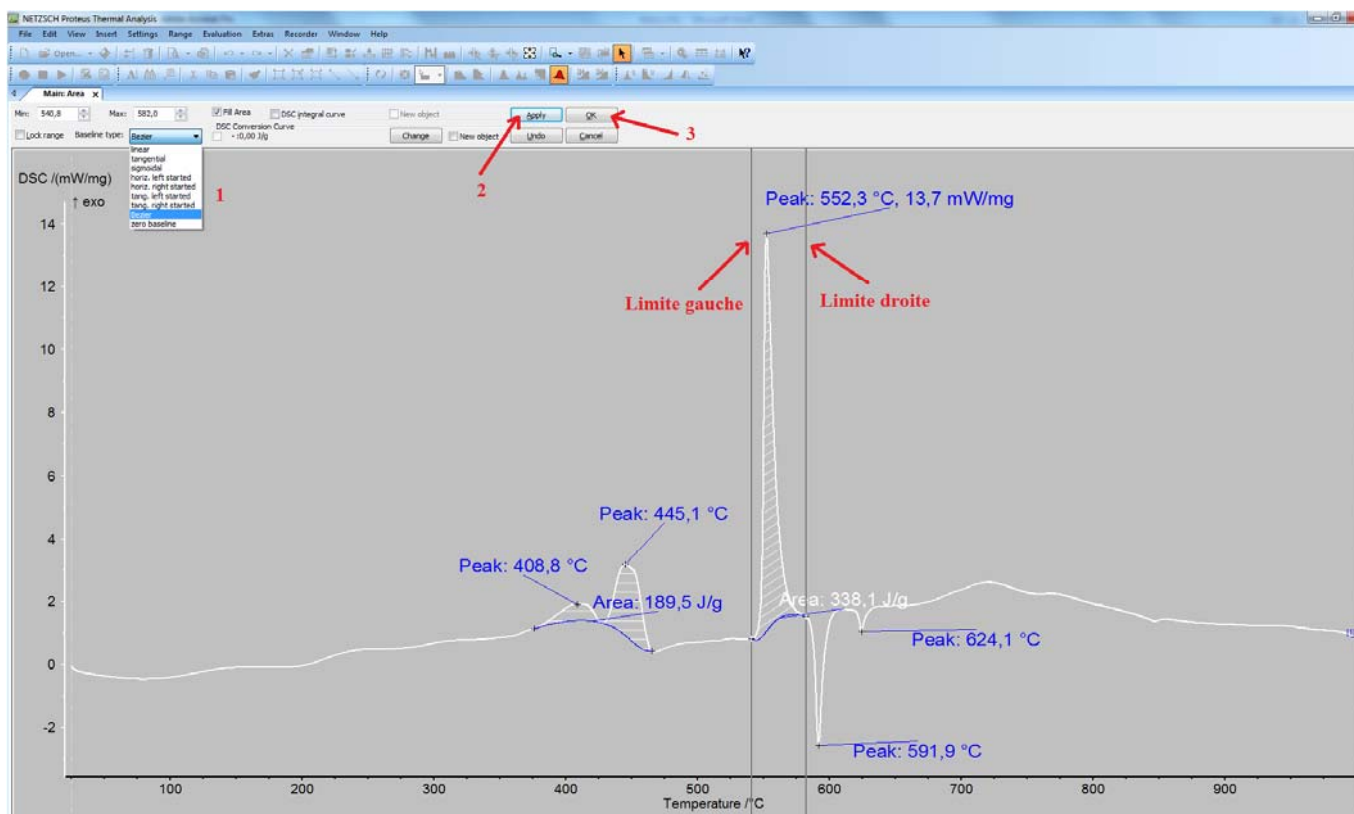 NETZSCH Proteus Thermal Analysis
File Edit View Insert Settings Range Evaluation Extras Recorder Window Help
Open...
Main: Area x
Min: 540,8 Max: 582,0 Fill Area DSC integral curve New object Apply OK
3
Lock range Baseline type: Bezier DSC Conversion Curve - :0,00 J/g Change New object Undo Cancel
linear
tangential
sigmoidal
horiz. left started
horiz. right started
tang. left started
tang. right started
Bezier
zero baseline
1
2
DSC /(mW/mg)
↑ exo
Peak: 552,3 °C, 13,7 mW/mg
Limite gauche
Limite droite
Peak: 445,1 °C
Peak: 408,8 °C
Area: 189,5 J/g
Area: 338,1 J/g
Peak: 624,1 °C
Peak: 591,9 °C
14
12
10
8
6
4
2
0
-2
100 200 300 400 500 600 700 800 900
Temperature /°C